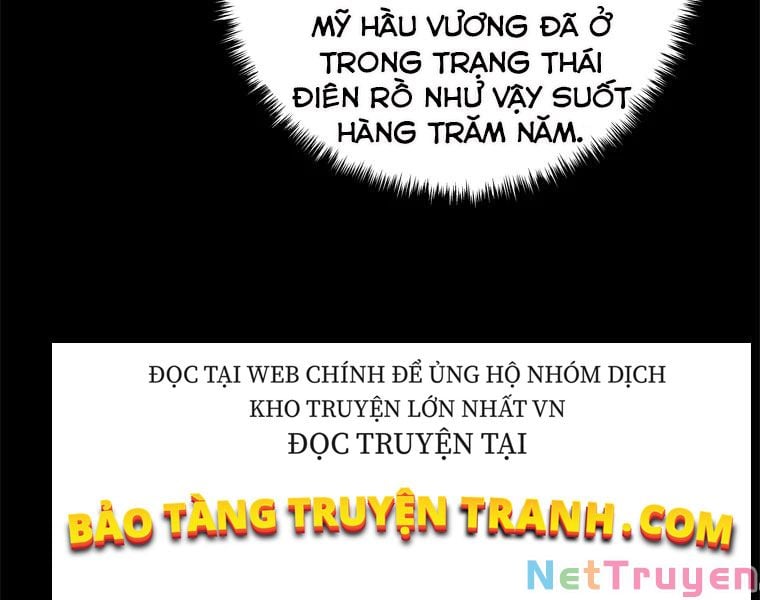 MỸ HẦU VƯƠNG ĐÃ Ở
TRONG TRẠNG THÁI
ĐIÊN RỒ NHƯ VẬY SUỐT
HÀNG TRĂM NĂM.
ĐỌC TẠI WEB CHÍNH ĐỂ ỦNG HỘ NHÓM DỊCH
KHO TRUYỆN LỚN NHẤT VN
ĐỌC TRUYỆN TẠI
BẢO TÀNG TRUYỆN TRANH.COM
NetTruyen